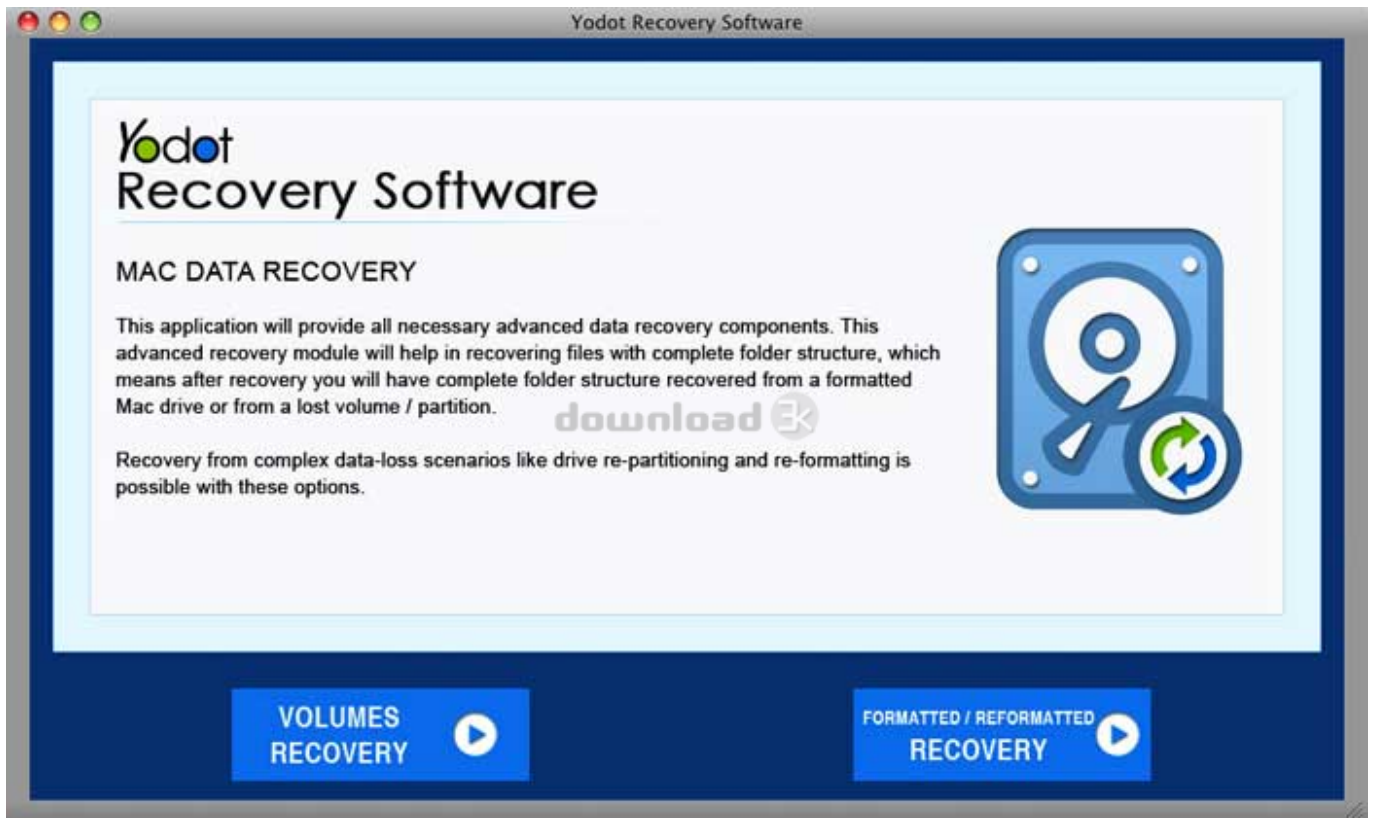 Yodot Recovery Software
Yodot
Recovery Software
MAC DATA RECOVERY
This application will provide all necessary advanced data recovery components. This
advanced recovery module will help in recovering files with complete folder structure, which
means after recovery you will have complete folder structure recovered from a formatted
Mac drive or from a lost volume / partition.
download 3k
Recovery from complex data-loss scenarios like drive re-partitioning and re-formatting is
possible with these options.
VOLUMES
RECOVERY
FORMATTED / REFORMATTED
RECOVERY